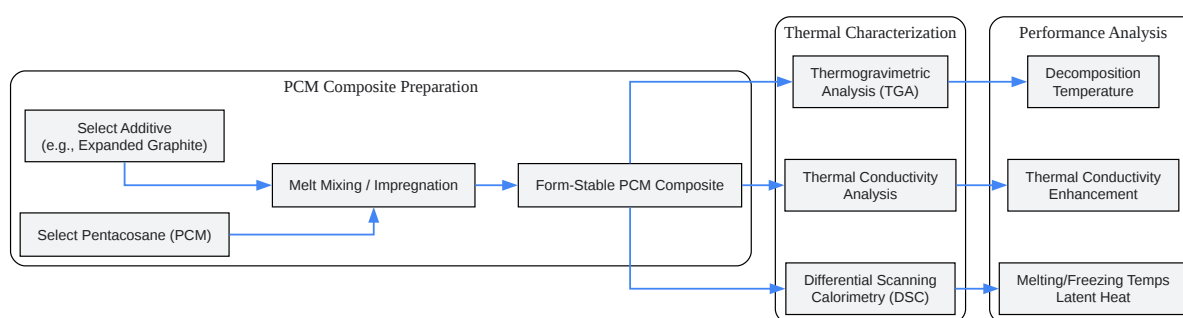 PCM Composite Preparation
Select Additive
(e.g., Expanded Graphite)
Select Pentacosane (PCM)
Melt Mixing / Impregnation
Form-Stable PCM Composite
Thermal Characterization
Thermogravimetric
Analysis (TGA)
Thermal Conductivity
Analysis
Differential Scanning
Calorimetry (DSC)
Performance Analysis
Decomposition
Temperature
Thermal Conductivity
Enhancement
Melting/Freezing Temps
Latent Heat